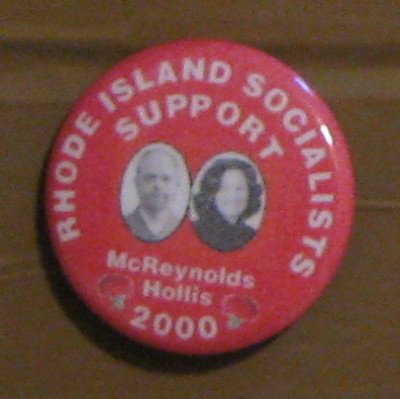 RHODE ISLAND SOCIALISTS
SUPPORT
McReynolds
Hollis
2000